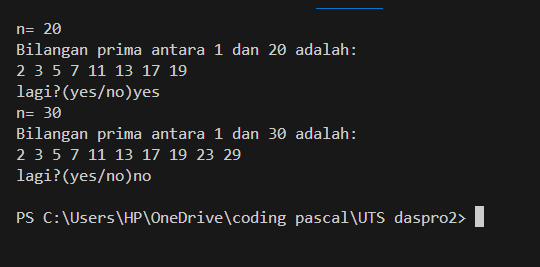 n= 20
Bilangan prima antara 1 dan 20 adalah:
2 3 5 7 11 13 17 19
lagi?(yes/no)yes
n= 30
Bilangan prima antara 1 dan 30 adalah:
2 3 5 7 11 13 17 19 23 29
lagi?(yes/no)no
PS C:\Users\HP\OneDrive\coding pascal\UTS daspro2>